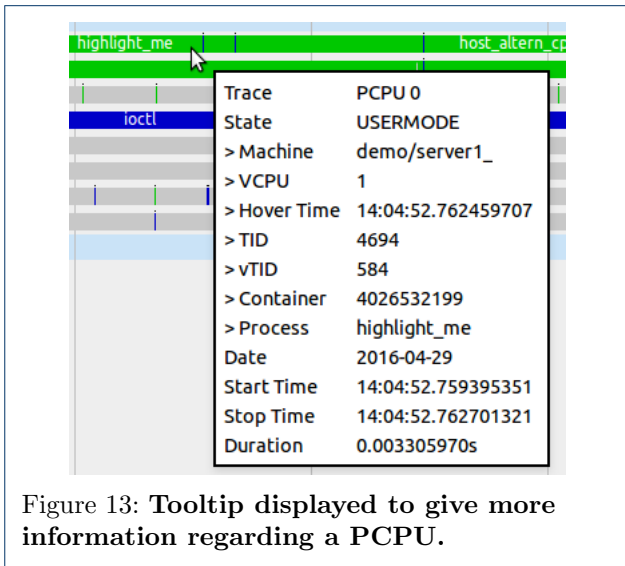 highlight_me host_altern_cp
Trace PCPU 0
State USERMODE
ioctl
> Machine demo/server1_
> VCPU 1
> Hover Time 14:04:52.762459707
> TID 4694
> vTID 584
> Container 4026532199
> Process highlight_me
Date 2016-04-29
Start Time 14:04:52.759395351
Stop Time 14:04:52.762701321
Duration 0.003305970s
Figure 13: Tooltip displayed to give more
information regarding a PCPU.